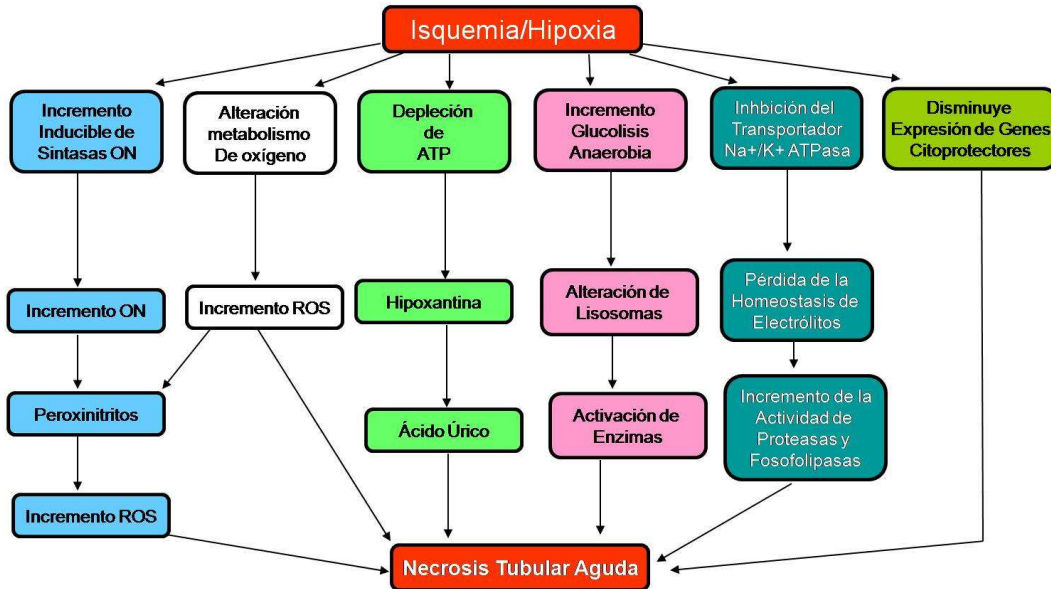 Isquemia/Hipoxia
Incremento
Inducible de
Sintasas ON
Alteración
metabolismo
De oxígeno
Depleción
de
ATP
Incremento
Glucolisis
Anaerobia
Inhbición del
Transportador
Na+/K+ ATPasa
Disminuye
Expresión de Genes
Citoprotectores
Incremento ON
Incremento ROS
Hipoxantina
Alteración de
Lisosomas
Pérdida de la
Homeostasis de
Electrólitos
Peroxinitritos
Ácido Úrico
Activación de
Enzimas
Incremento de la
Actividad de
Proteasas y
Fosofolipasas
Incremento ROS
Necrosis Tubular Aguda